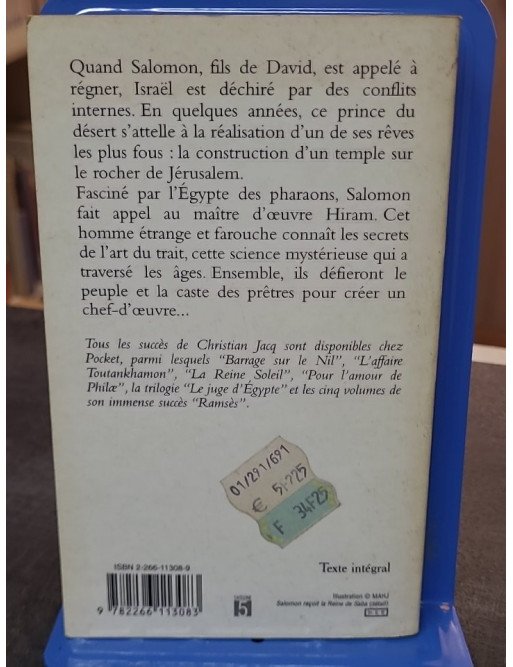 Quand Salomon, fils de David, est appelé à
régner, Israël est déchiré par des conflits
internes. En quelques années, ce prince du
désert s'attelle à la réalisation d'un de ses rêves
les plus fous : la construction d'un temple sur
le rocher de Jérusalem.
Fasciné par l'Égypte des pharaons, Salomon
fait appel au maître d'œuvre Hiram. Cet
homme étrange et farouche connaît les secrets
de l'art du trait, cette science mystérieuse qui a
traversé les âges. Ensemble, ils défieront le
peuple et la caste des prêtres pour créer un
chef-d'œuvre...
Tous les succès de Christian Jacq sont disponibles chez
Pocket, parmi lesquels "Barrage sur le Nil", "L'affaire
Toutankhamon", "La Reine Soleil", "Pour l'amour de
Philæ", la trilogie "Le juge d'Égypte" et les cinq volumes de
son immense succès "Ramsès".
01/291/691
€
F 34F25
ISBN 2-266-11308-9
Texte intégral
9 782266 113083
5
Illustration © MAHJ
Salomon reçoit la Reine de Saba (détail)